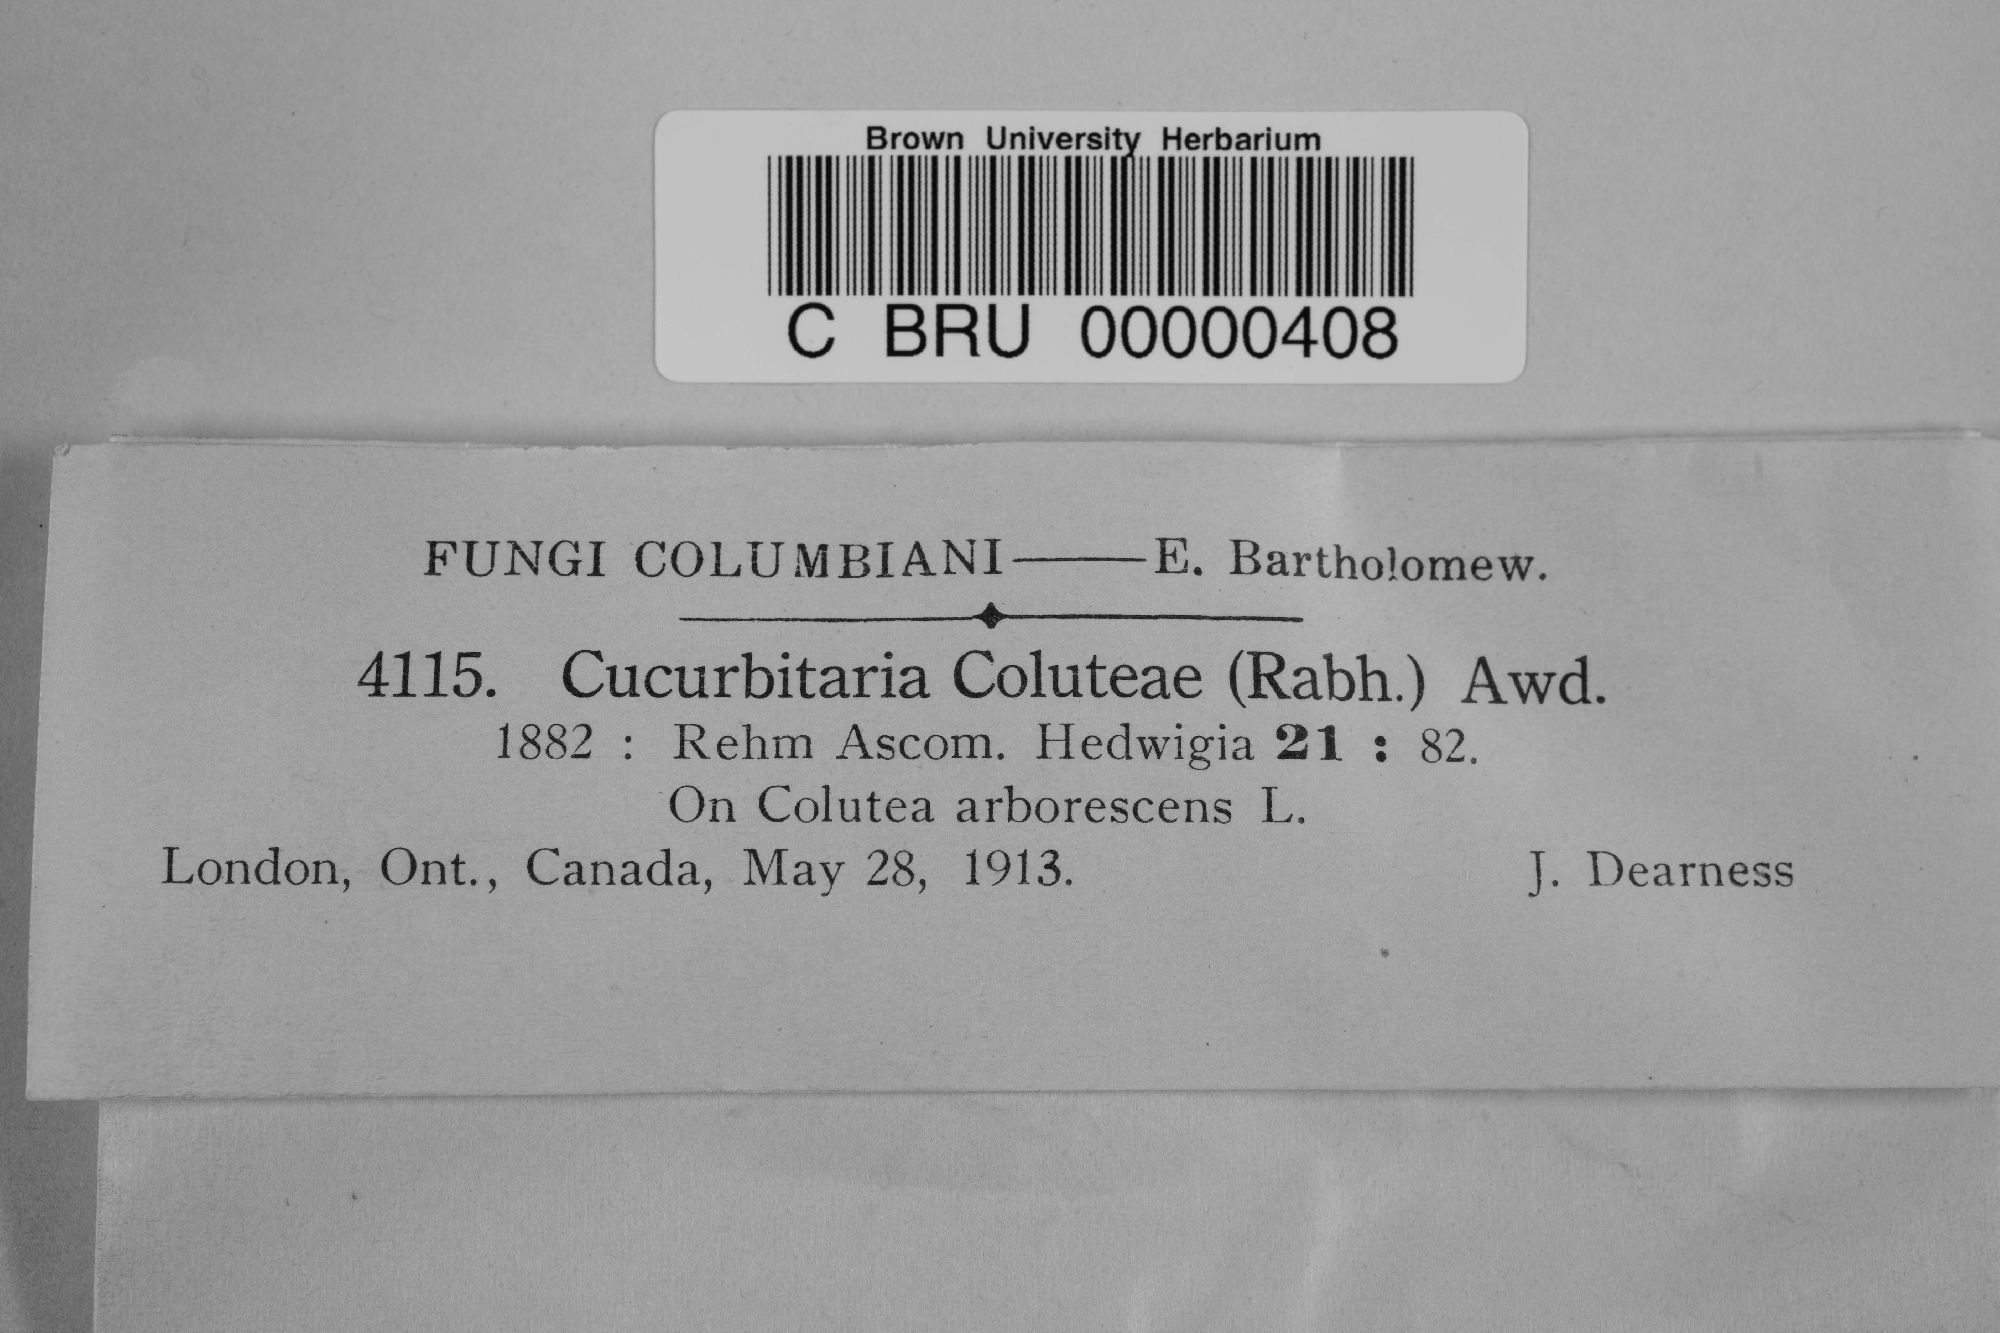 Brown University Herbarium
C BRU 00000408
FUNGI COLUMBIANI——E. Bartholomew.
4115. Cucurbitaria Coluteae (Rabh.) Awd.
1882 : Rehm Ascom. Hedwigia 21 : 82.
On Colutea arborescens L.
London, Ont., Canada, May 28, 1913. J. Dearness